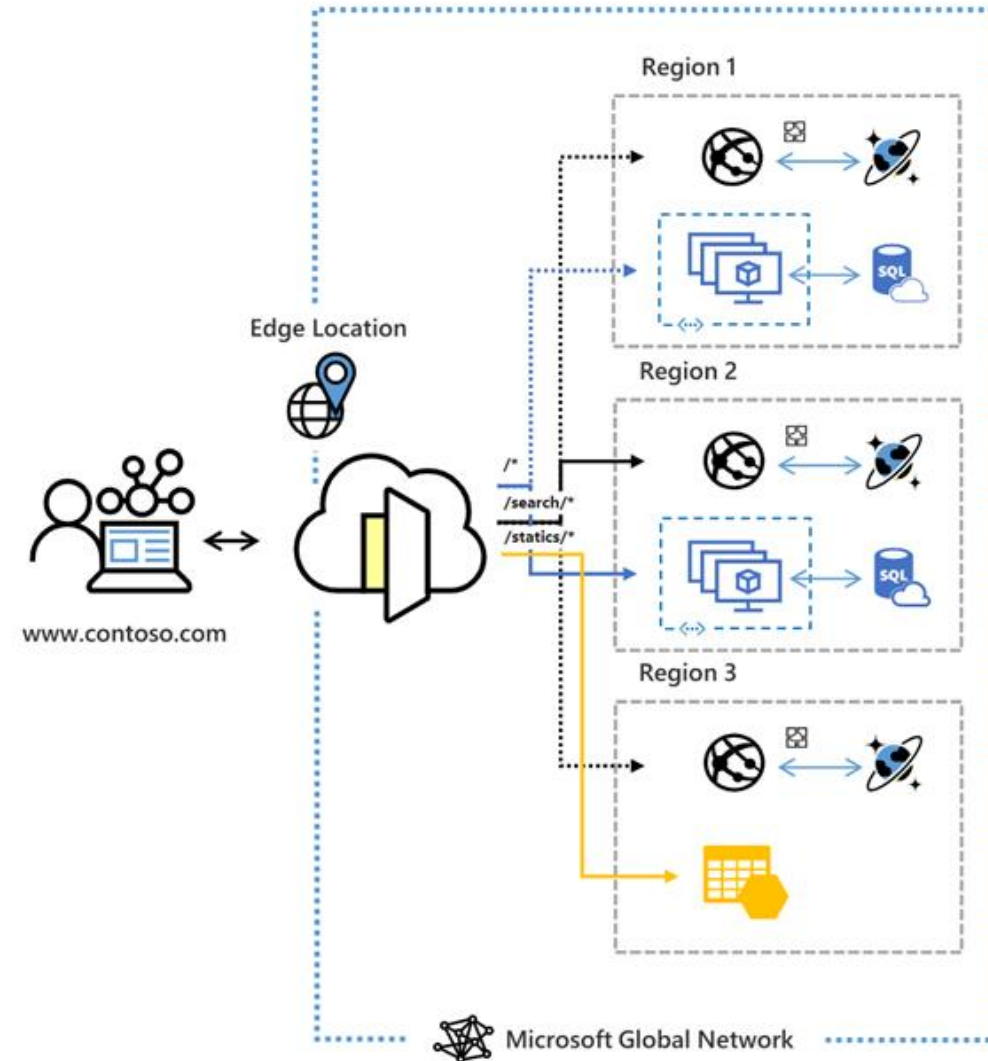 Region 1
SQL
Edge Location
Region 2
/*
/search/*
/statics/*
SQL
www.contoso.com
Region 3
Microsoft Global Network